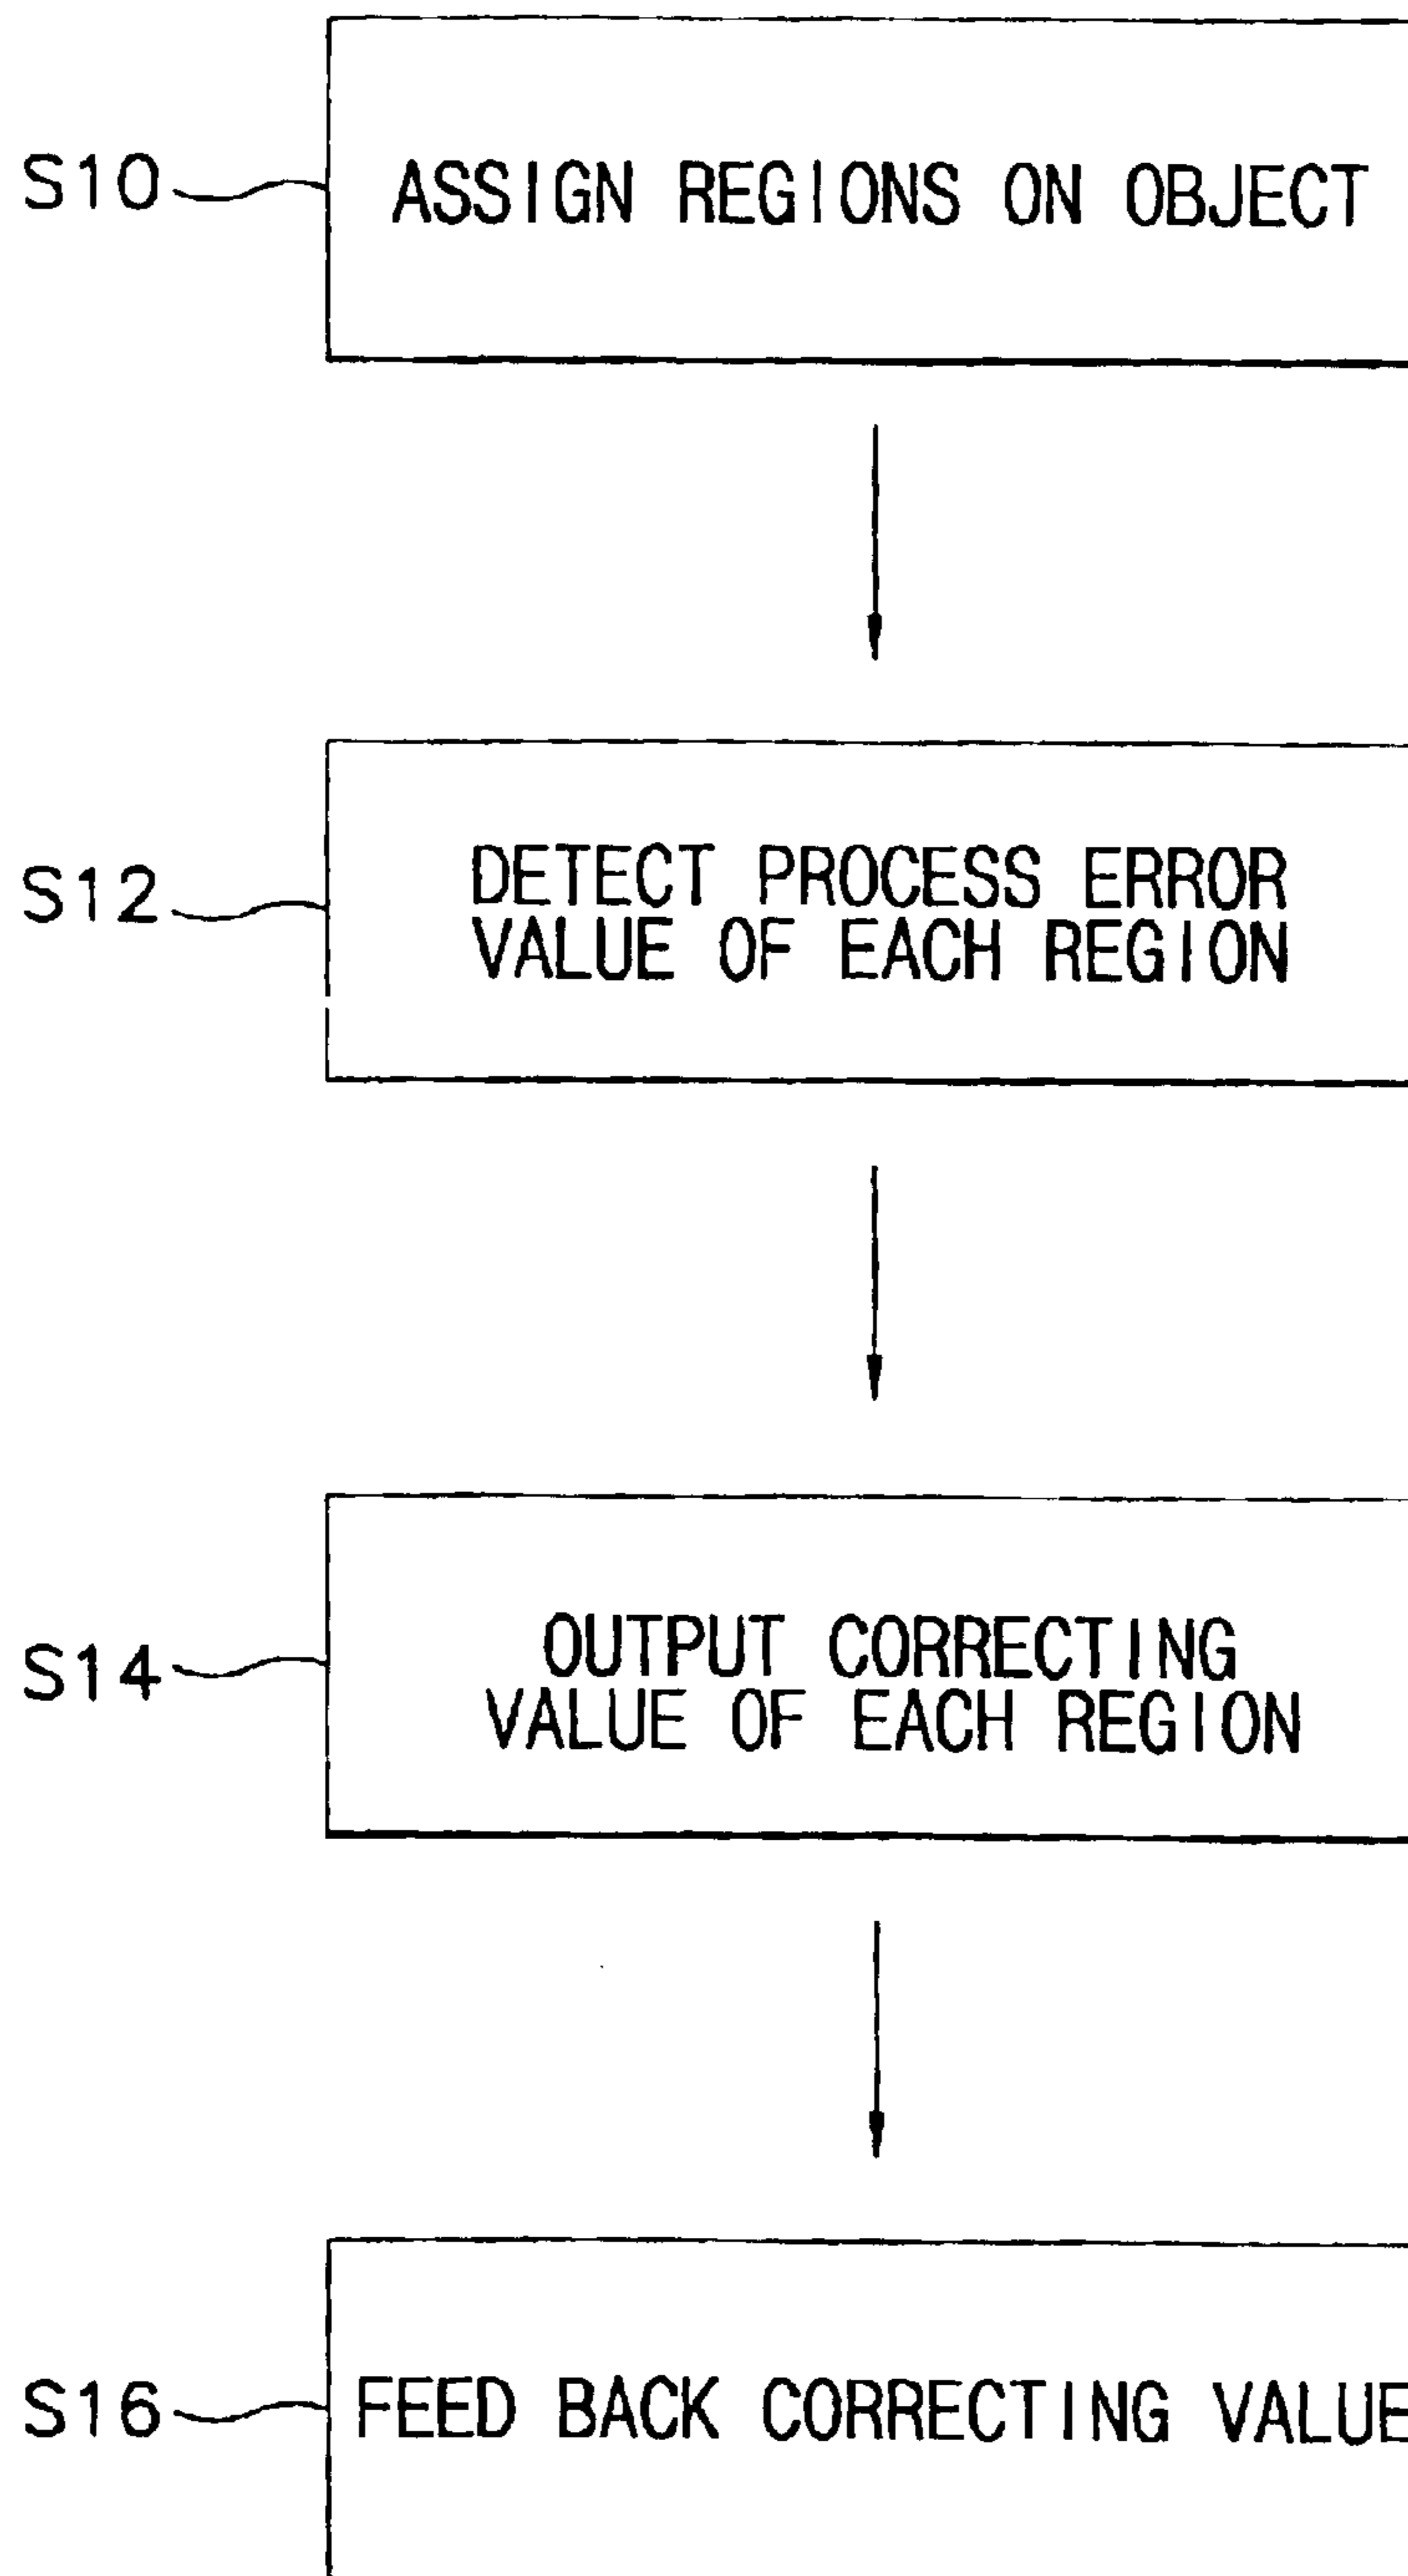 S10
ASSIGN REGIONS ON OBJECT
S12
DETECT PROCESS ERROR
VALUE OF EACH REGION
S14
OUTPUT CORRECTING
VALUE OF EACH REGION
S16
FEED BACK CORRECTING VALUE